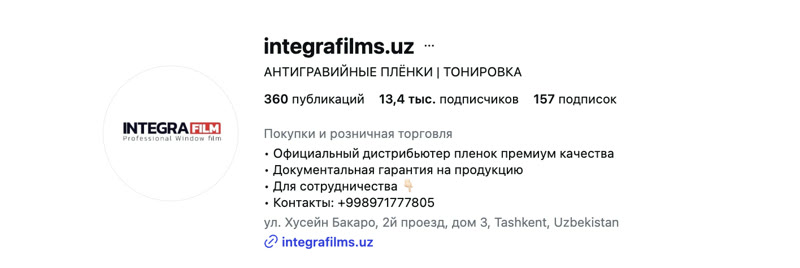 integrafilms.uz ...
АНТИГРАВИЙНЫЕ ПЛЁНКИ | ТОНИРОВКА
360 публикаций 13,4 тыс. подписчиков 157 подписок
INTEGRA FILM
Professional Window film
Покупки и розничная торговля
• Официальный дистрибьютер пленок премиум качества
• Документальная гарантия на продукцию
• Для сотрудничества 👇🏻
• Контакты: +998971777805
ул. Хусейн Бакаро, 2й проезд, дом 3, Tashkent, Uzbekistan
integrafilms.uz